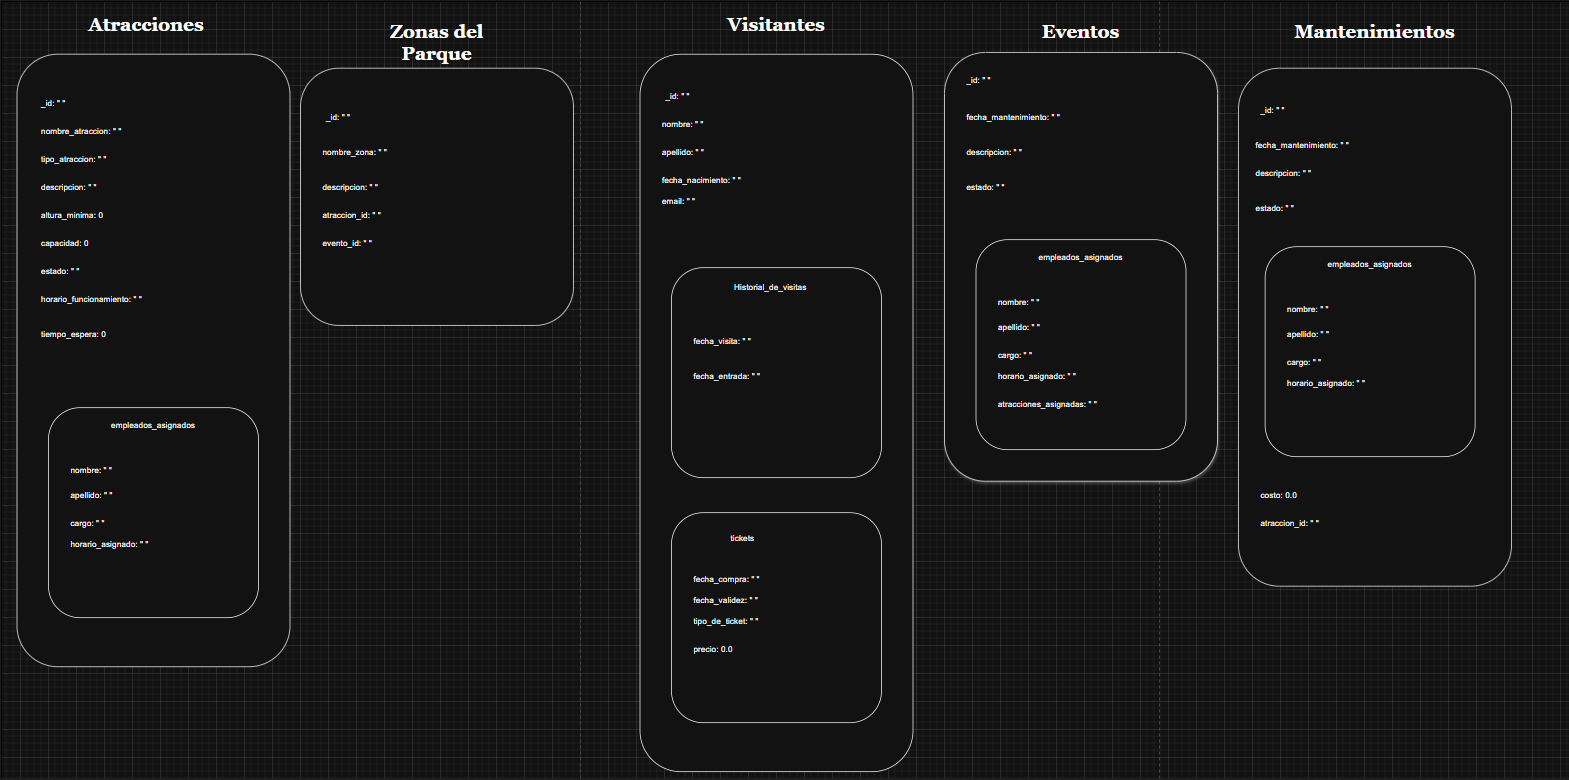 Atracciones
_id: " "
nombre_atraccion: " "
tipo_atraccion: " "
descripcion: " "
altura_minima: 0
capacidad: 0
estado: " "
horario_funcionamiento: " "
tiempo_espera: 0
empleados_asignados
nombre: " "
apellido: " "
cargo: " "
horario_asignado: " "
Zonas del
Parque
_id: " "
nombre_zona: " "
descripcion: " "
atraccion_id: " "
evento_id: " "
Visitantes
_id: " "
nombre: " "
apellido: " "
fecha_nacimiento: " "
email: " "
Historial_de_visitas
fecha_visita: " "
fecha_entrada: " "
tickets
fecha_compra: " "
fecha_validez: " "
tipo_de_ticket: " "
precio: 0.0
Eventos
_id: " "
fecha_mantenimiento: " "
descripcion: " "
estado: " "
empleados_asignados
nombre: " "
apellido: " "
cargo: " "
horario_asignado: " "
atracciones_asignadas: " "
Mantenimientos
_id: " "
fecha_mantenimiento: " "
descripcion: " "
estado: " "
empleados_asignados
nombre: " "
apellido: " "
cargo: " "
horario_asignado: " "
costo: 0.0
atraccion_id: " "